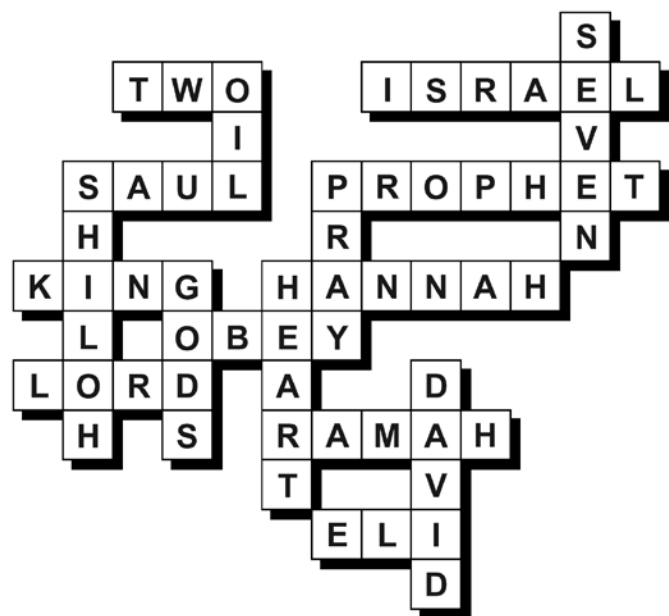 S
TWO ISRAEL
I V
SAUL PROPHET
H R N
KING HANNAH
L OBEY
LORD A D
H S RAMAH
T V
ELI
D